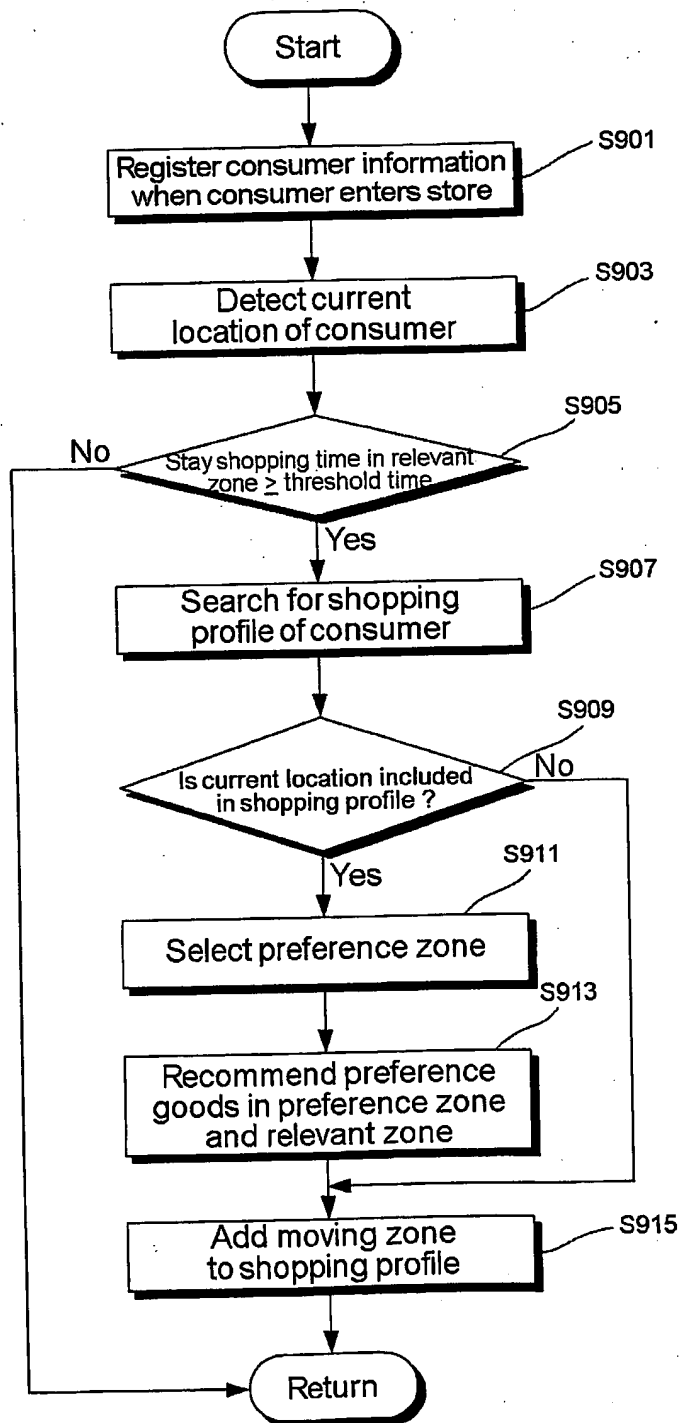 Start
Register consumer information
when consumer enters store
S901
Detect current
location of consumer
S903
Stay shopping time in relevant
zone ≥ threshold time
S905
No
Yes
Search for shopping
profile of consumer
S907
Is current location included
in shopping profile ?
S909
No
Yes
Select preference zone
S911
Recommend preference
goods in preference zone
and relevant zone
S913
Add moving zone
to shopping profile
S915
Return